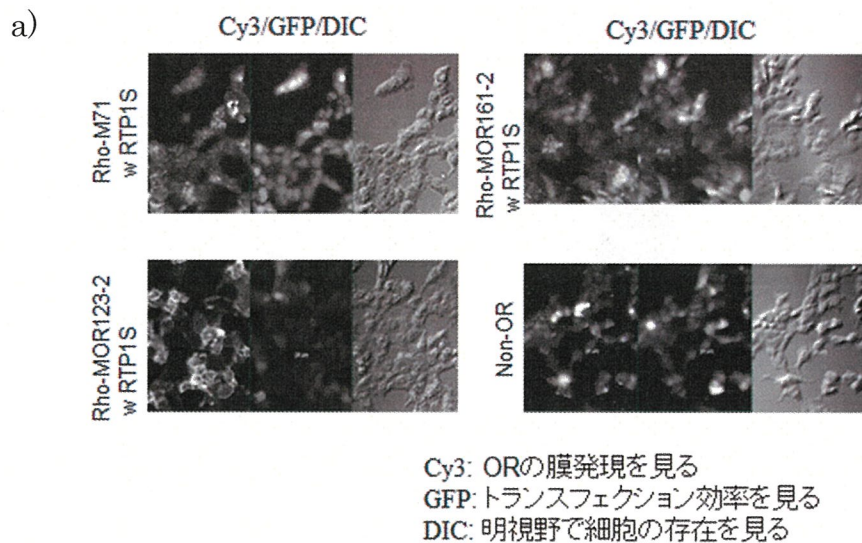 a)
Cy3/GFP/DIC
Cy3/GFP/DIC
Rho-M71
w RTP1S
Rho-MOR161-2
w RTP1S
Rho-MOR123-2
w RTP1S
Non-OR
Cy3: ORの膜発現を見る
GFP: トランスフェクション効率を見る
DIC: 明視野で細胞の存在を見る